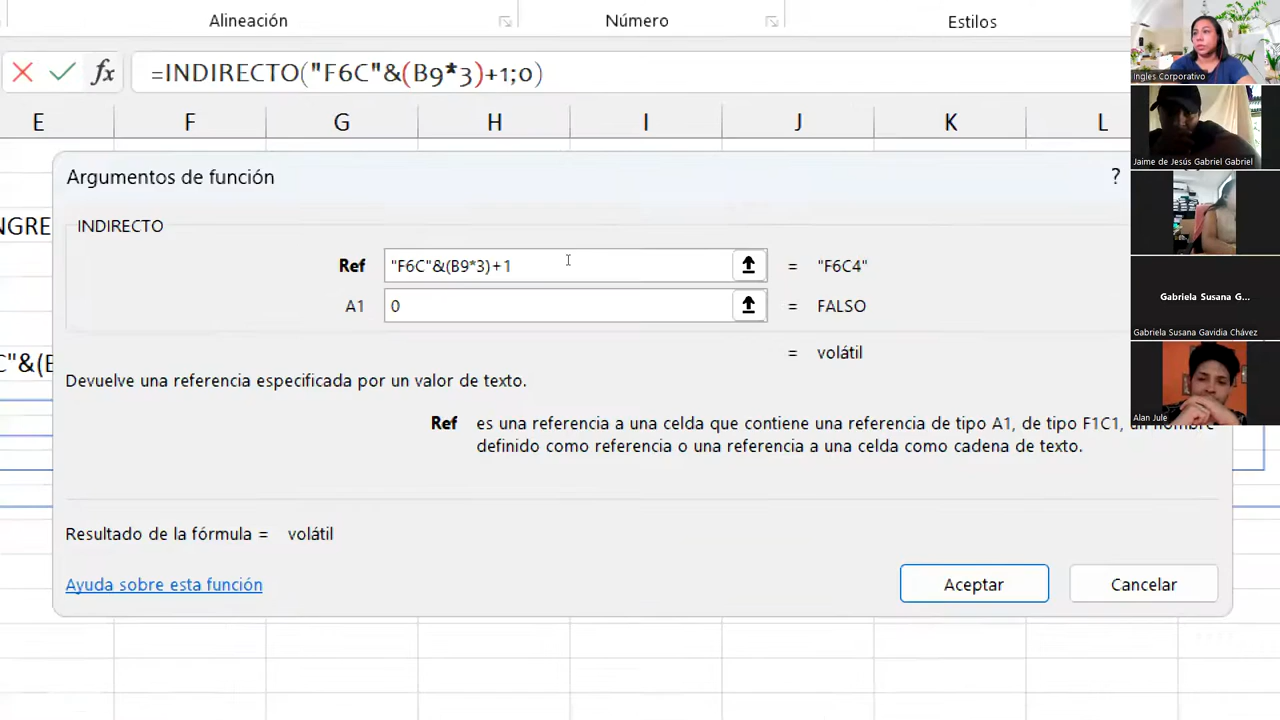 Alineación
Número
Estilos
fx =INDIRECTO("F6C"&(B9*3)+1;0)
E F G H I J K L
Argumentos de función ?
NGRE
INDIRECTO
Ref "F6C"&(B9*3)+1 = "F6C4"
A1 0 = FALSO
C"&(B
= volátil
Devuelve una referencia especificada por un valor de texto.
Ref es una referencia a una celda que contiene una referencia de tipo A1, de tipo F1C1, un nombre
definido como referencia o una referencia a una celda como cadena de texto.
Resultado de la fórmula = volátil
Ayuda sobre esta función
Aceptar
Cancelar
Ingles Corporativo
Jaime de Jesús Gabriel Gabriel
Gabriela Susana G...
Gabriela Susana Gavidia Chávez
Alan Jule